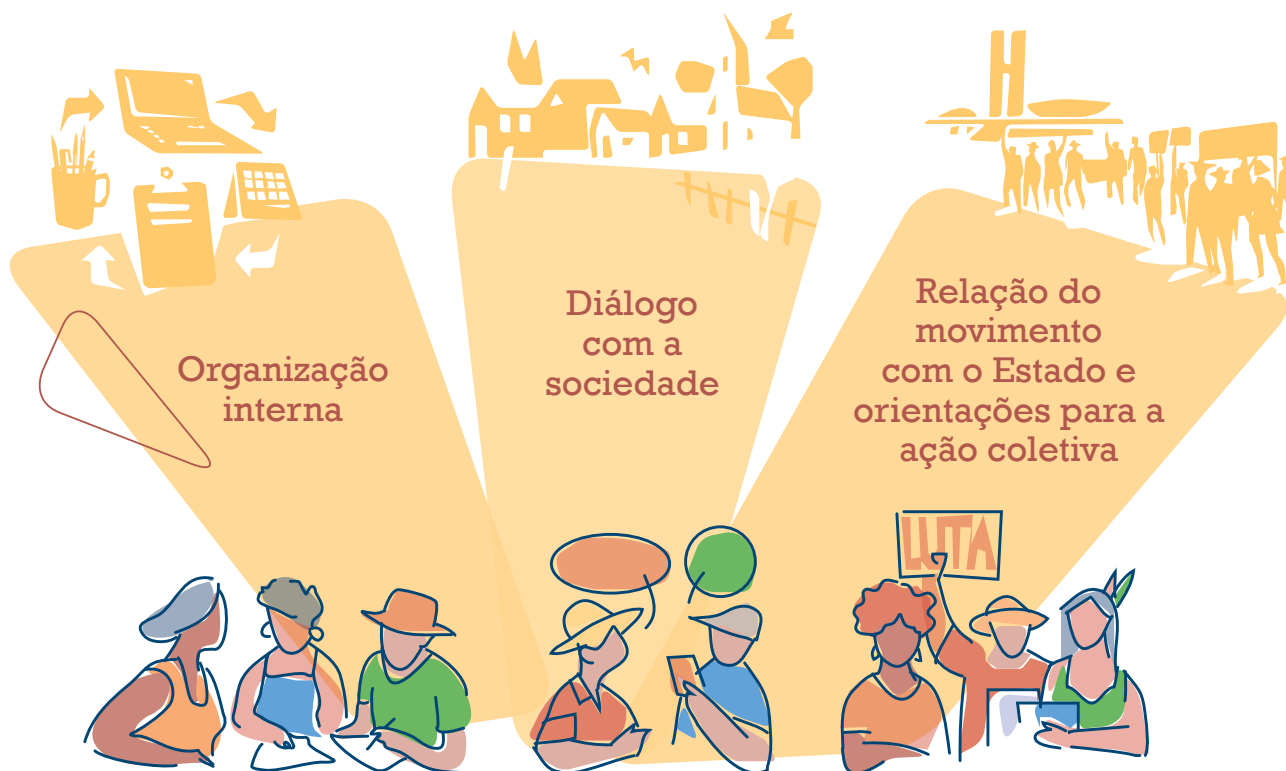 Organização
interna
Diálogo
com a
sociedade
Relação do
movimento
com o Estado e
orientações para a
ação coletiva
LUTA